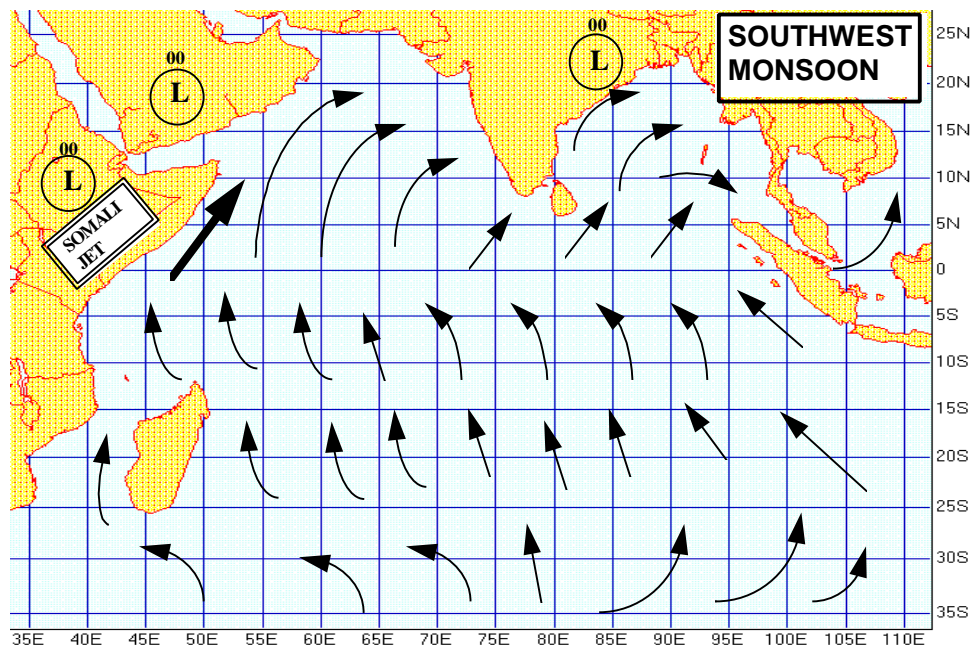 SOUTHWEST
MONSOON
00
L
00
L
00
L
SOMALI
JET
25N
20N
15N
10N
5N
0
5S
10S
15S
20S
25S
30S
35S
35E 40E 45E 50E 55E 60E 65E 70E 75E 80E 85E 90E 95E 100E 105E 110E